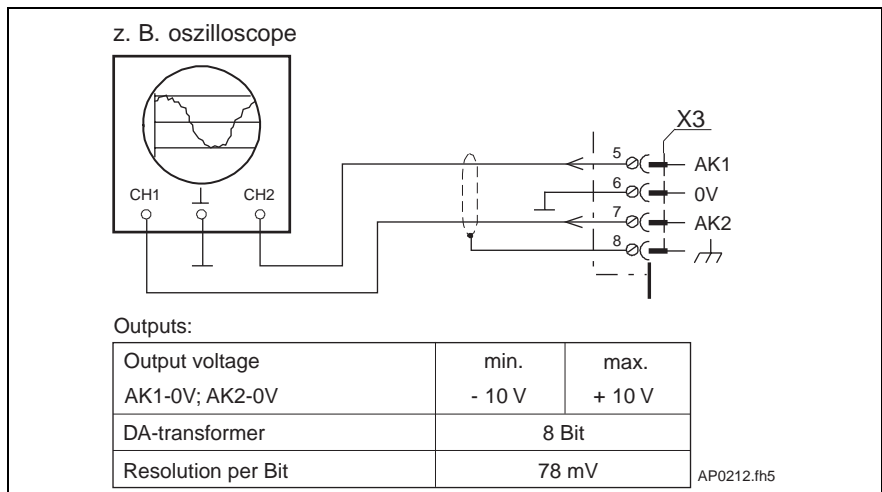 z. B. oszilloscope
X3
5 AK1
6 0V
7 AK2
8
CH1 CH2
Outputs:
Output voltage min. max.
AK1-0V; AK2-0V - 10 V + 10 V
DA-transformer 8 Bit
Resolution per Bit 78 mV
AP0212.fh5